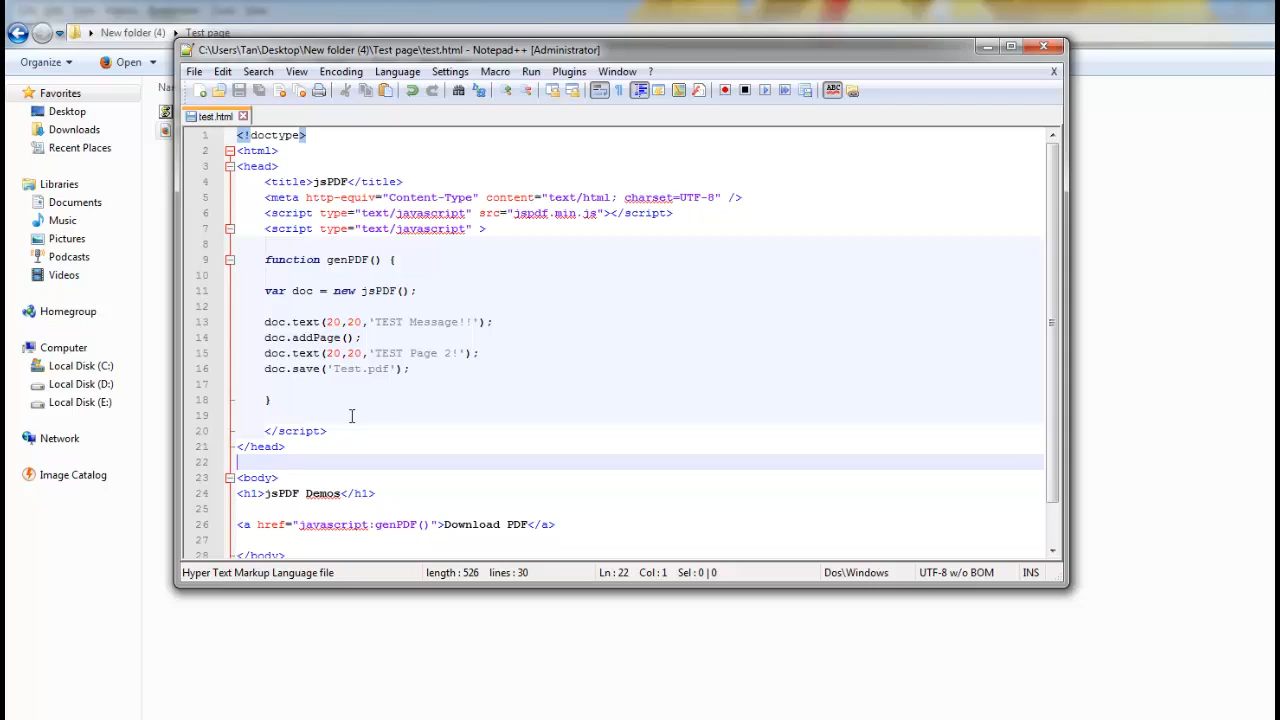 New folder (4) Test page
C:\Users\Tan\Desktop\New folder (4)\Test page\test.html - Notepad++ [Administrator]
Organize Open
File Edit Search View Encoding Language Settings Macro Run Plugins Window ? X
Favorites
Desktop
Downloads
Recent Places
Libraries
Documents
Music
Pictures
Podcasts
Videos
Homegroup
Computer
Local Disk (C:)
Local Disk (D:)
Local Disk (E:)
Network
Image Catalog
ABC
test.html
1 <!doctype>
2 <html>
3 <head>
4 <title>jsPDF</title>
5 <meta http-equiv="Content-Type" content="text/html; charset=UTF-8" />
6 <script type="text/javascript" src="jspdf.min.js"></script>
7 <script type="text/javascript" >
8
9 function genPDF() {
10
11 var doc = new jsPDF();
12
13 doc.text(20,20,'TEST Message!!');
14 doc.addPage();
15 doc.text(20,20,'TEST Page 2!');
16 doc.save('Test.pdf');
17
18 }
19
20 </script>
21 </head>
22
23 <body>
24 <h1>jsPDF Demos</h1>
25
26 <a href="javascript:genPDF()">Download PDF</a>
27
28 </body>
Hyper Text Markup Language file length : 526 lines : 30 Ln : 22 Col : 1 Sel : 0 | 0 Dos\Windows UTF-8 w/o BOM INS